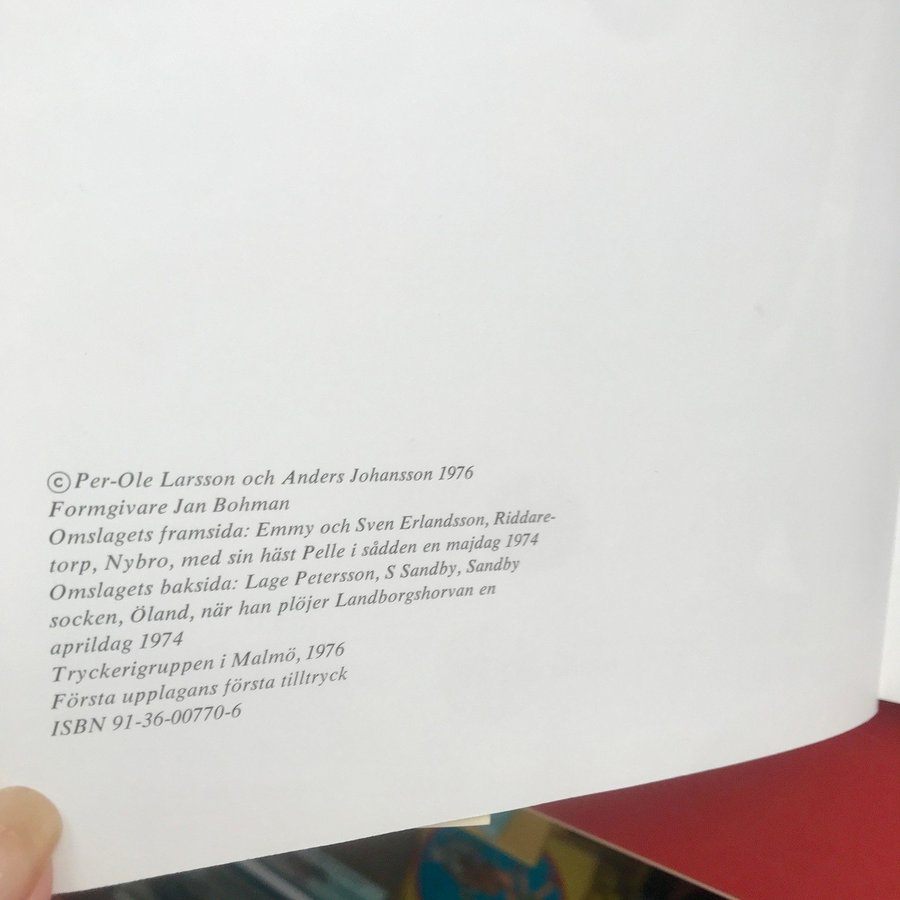 © Per-Ole Larsson och Anders Johansson 1976
Formgivare Jan Bohman
Omslagets framsida: Emmy och Sven Erlandsson, Riddare-
torp, Nybro, med sin häst Pelle i sådden en majdag 1974
Omslagets baksida: Lage Petersson, S Sandby, Sandby
socken, Öland, när han plöjer Landborgshorvan en
aprildag 1974
Tryckerigruppen i Malmö, 1976
Första upplagans första tilltryck
ISBN 91-36-00770-6